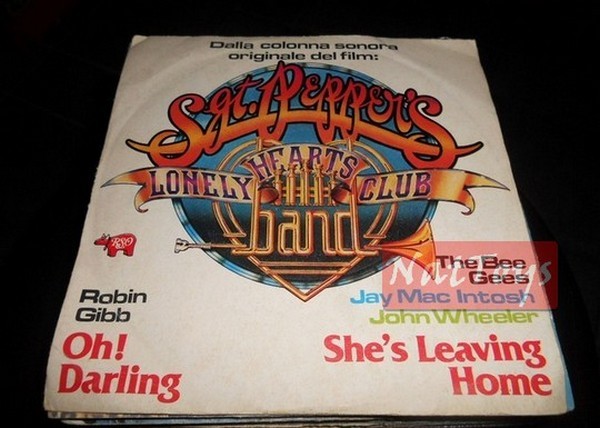 Dalla colonna sonora
originale del film:
Sgt. Pepper's
LONELY HEARTS CLUB
band
RSO
The Bee
Gees
Jay Mac Intosh
John Wheeler
Robin
Gibb
Oh!
Darling
She's Leaving
Home
NatToys